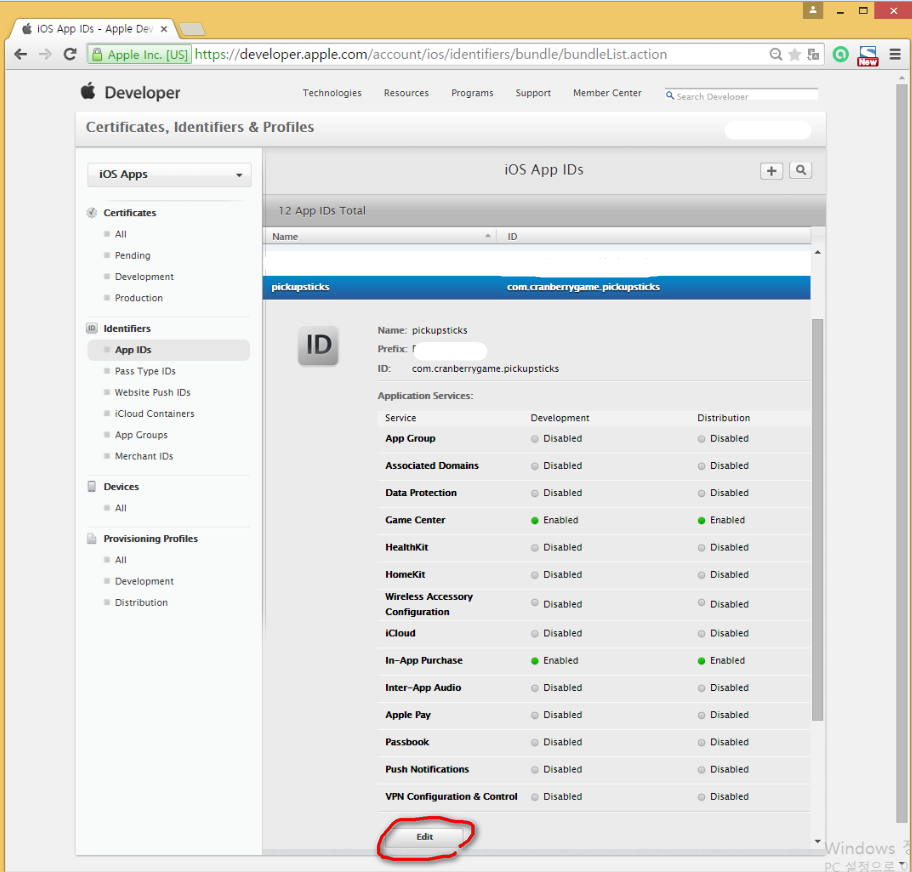 iOS App IDs - Apple Dev
Apple Inc. [US] https://developer.apple.com/account/ios/identifiers/bundle/bundleList.action
New
Developer
Technologies Resources Programs Support Member Center Search Developer
Certificates, Identifiers & Profiles
iOS Apps
Certificates
All
Pending
Development
Production
Identifiers
App IDs
Pass Type IDs
Website Push IDs
iCloud Containers
App Groups
Merchant IDs
Devices
All
Provisioning Profiles
All
Development
Distribution
iOS App IDs
12 App IDs Total
Name ID
pickupsticks com.cranberrygame.pickupsticks
ID
Name: pickupsticks
Prefix:
ID: com.cranberrygame.pickupsticks
Application Services:
Service Development Distribution
App Group Disabled Disabled
Associated Domains Disabled Disabled
Data Protection Disabled Disabled
Game Center Enabled Enabled
HealthKit Disabled Disabled
HomeKit Disabled Disabled
Wireless Accessory
Configuration Disabled Disabled
iCloud Disabled Disabled
In-App Purchase Enabled Enabled
Inter-App Audio Disabled Disabled
Apple Pay Disabled Disabled
Passbook Disabled Disabled
Push Notifications Disabled Disabled
VPN Configuration & Control Disabled Disabled
Edit
Windows
PC 설정으로